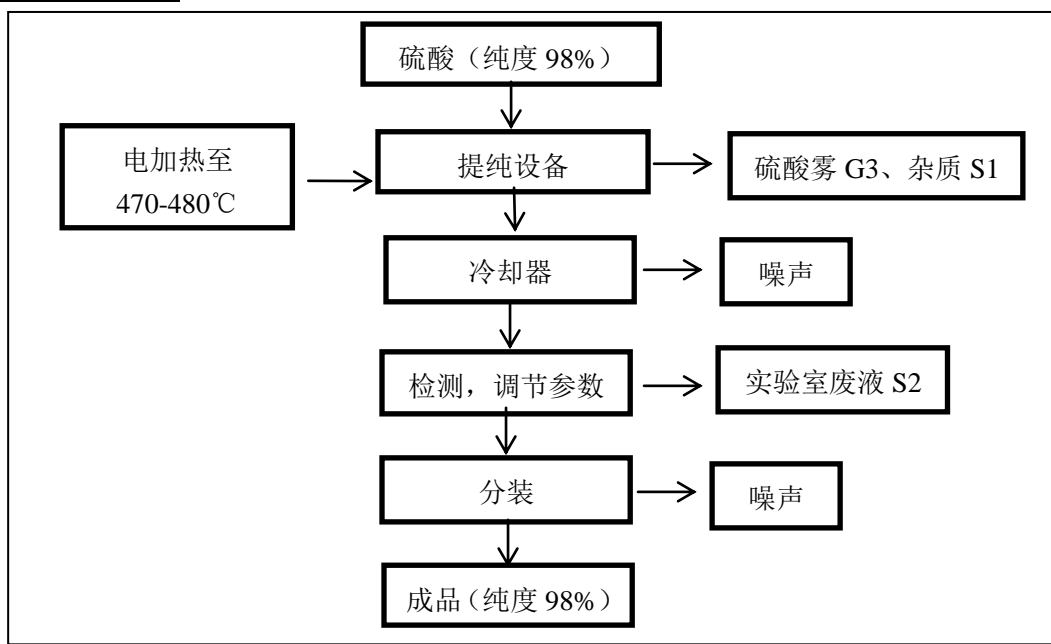 硫酸（纯度 98%）
电加热至
470-480℃
提纯设备
硫酸雾 G3、杂质 S1
冷却器
噪声
检测，调节参数
实验室废液 S2
分装
噪声
成品（纯度 98%）